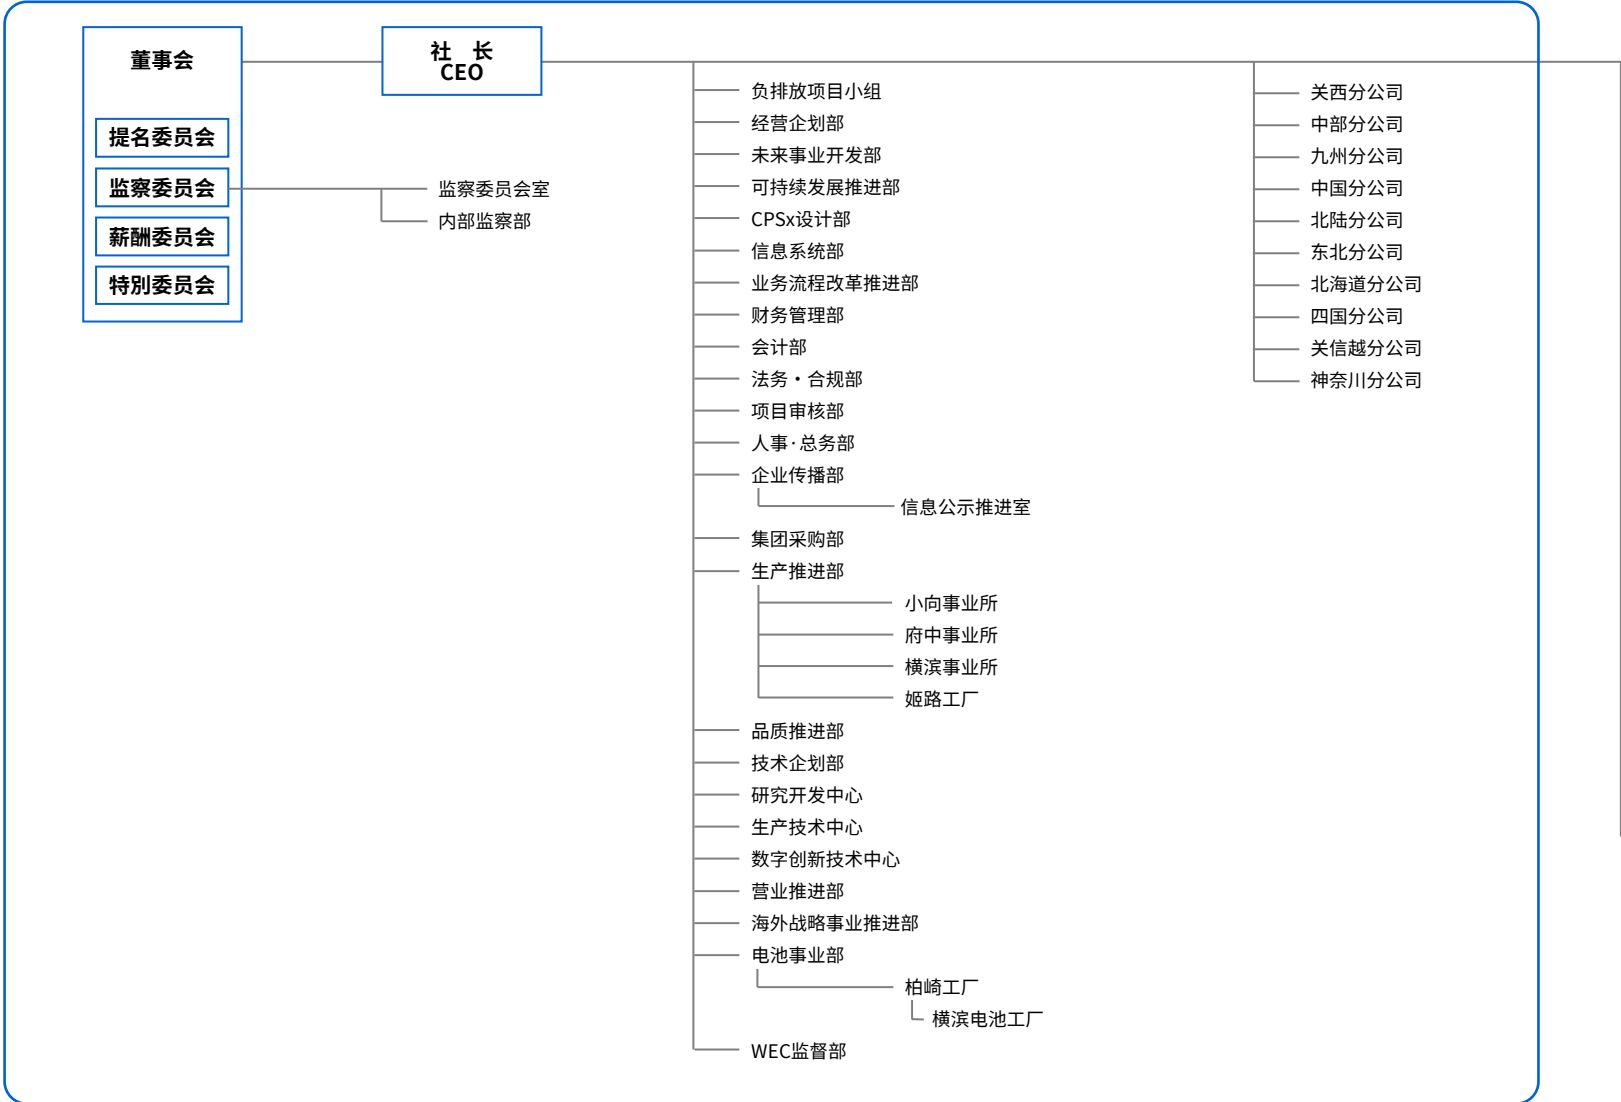 董事会
提名委员会
监察委员会
薪酬委员会
特別委员会
监察委员会室
内部监察部
社　长
CEO
负排放项目小组
经营企划部
未来事业开发部
可持续发展推进部
CPSx设计部
信息系统部
业务流程改革推进部
财务管理部
会计部
法务・合规部
项目审核部
人事·总务部
企业传播部
信息公示推进室
集团采购部
生产推进部
小向事业所
府中事业所
横滨事业所
姬路工厂
品质推进部
技术企划部
研究开发中心
生产技术中心
数字创新技术中心
营业推进部
海外战略事业推进部
电池事业部
柏崎工厂
横滨电池工厂
WEC监督部
关西分公司
中部分公司
九州分公司
中国分公司
北陆分公司
东北分公司
北海道分公司
四国分公司
关信越分公司
神奈川分公司